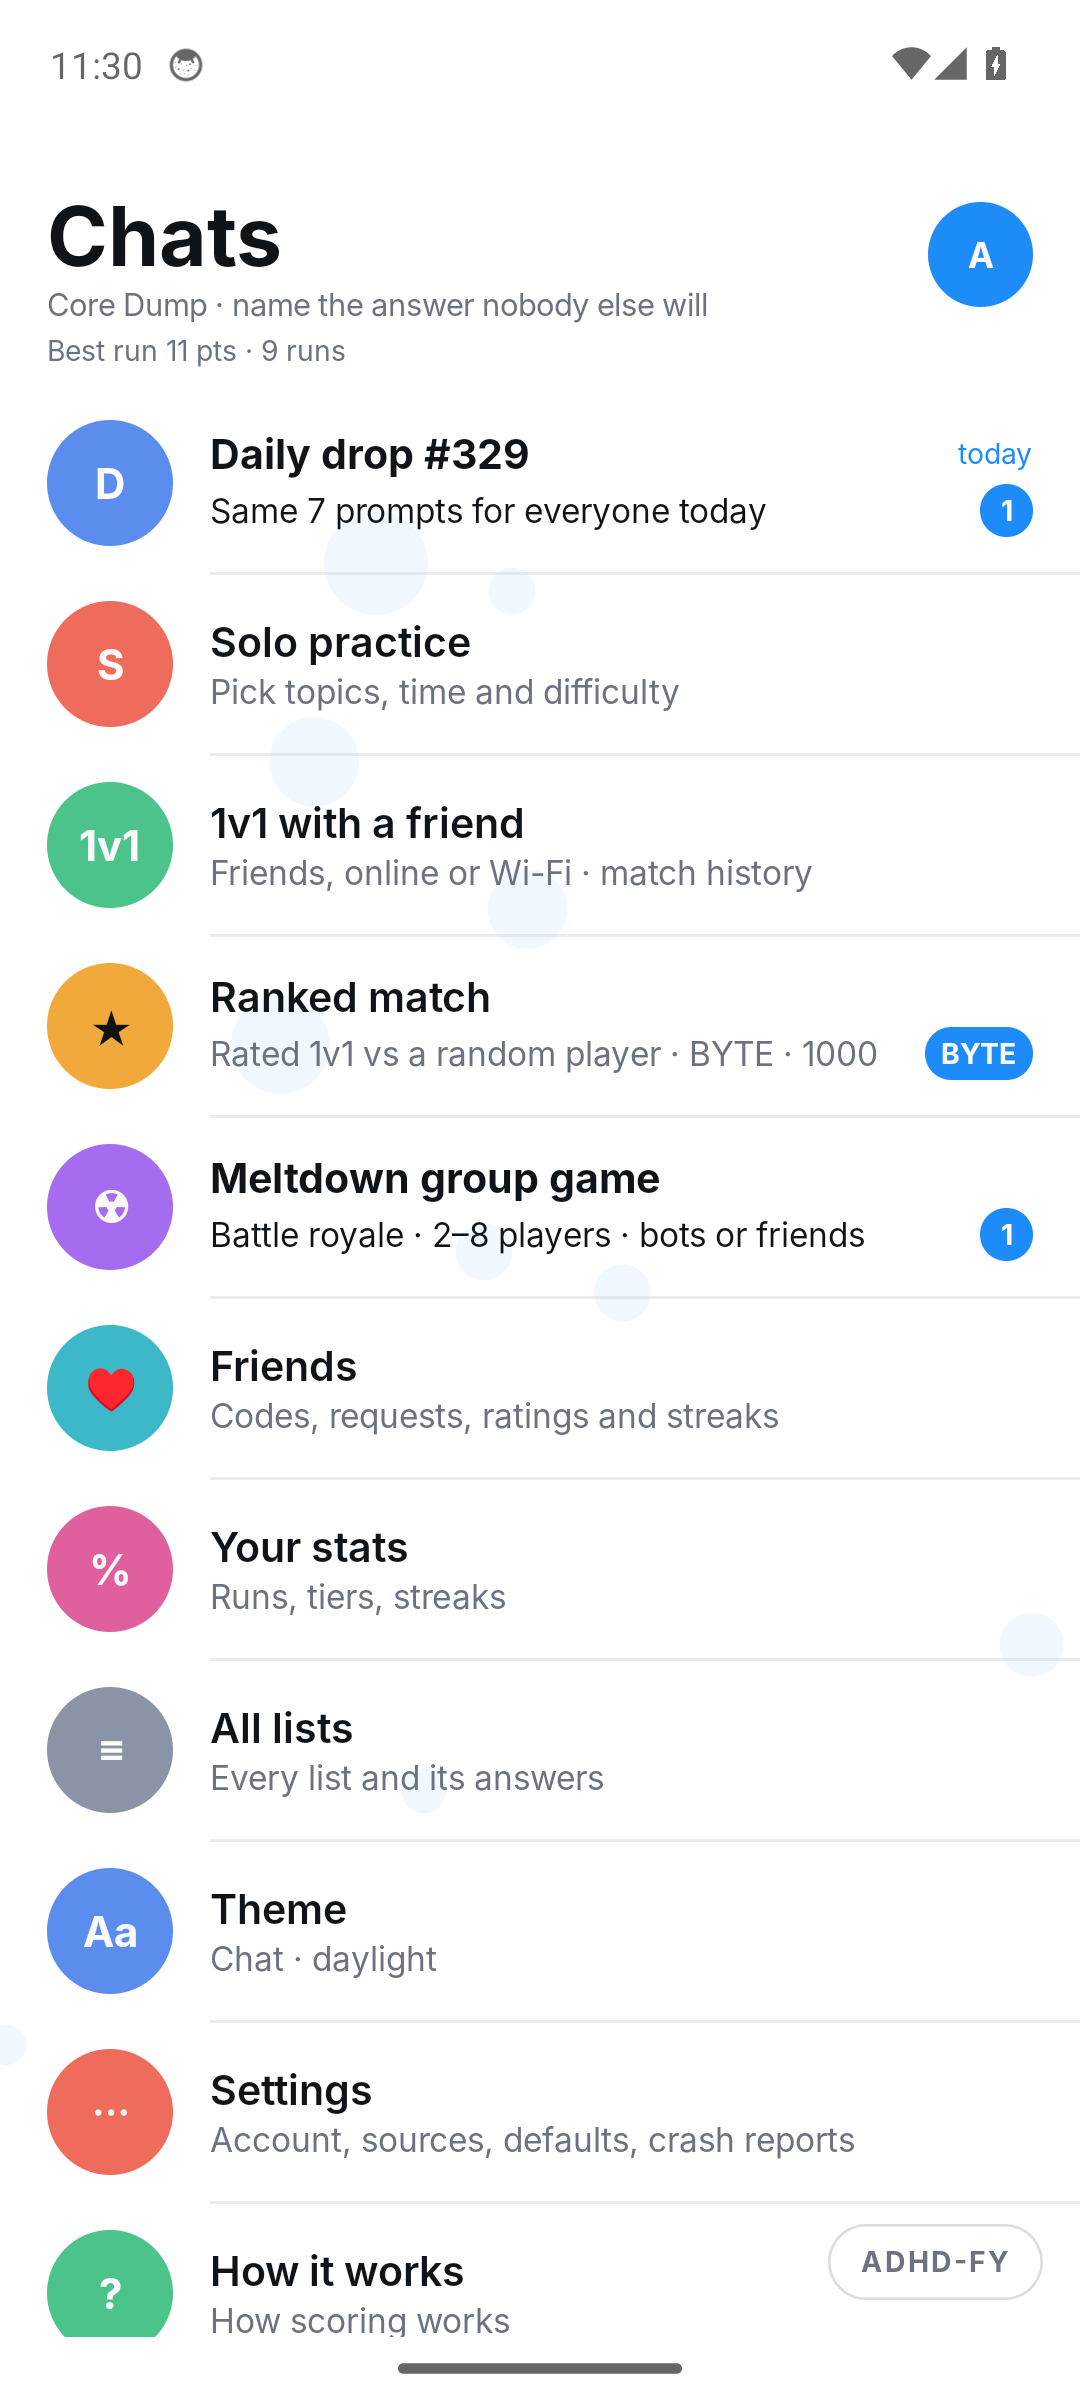 11:30
Chats
A
Core Dump · name the answer nobody else will
Best run 11 pts · 9 runs
D
Daily drop #329
today
Same 7 prompts for everyone today
1
S
Solo practice
Pick topics, time and difficulty
1v1
1v1 with a friend
Friends, online or Wi-Fi · match history
★
Ranked match
Rated 1v1 vs a random player · BYTE · 1000
BYTE
☢
Meltdown group game
Battle royale · 2–8 players · bots or friends
1
Friends
Codes, requests, ratings and streaks
%
Your stats
Runs, tiers, streaks
≡
All lists
Every list and its answers
Aa
Theme
Chat · daylight
...
Settings
Account, sources, defaults, crash reports
?
How it works
ADHD-FY
How scoring works